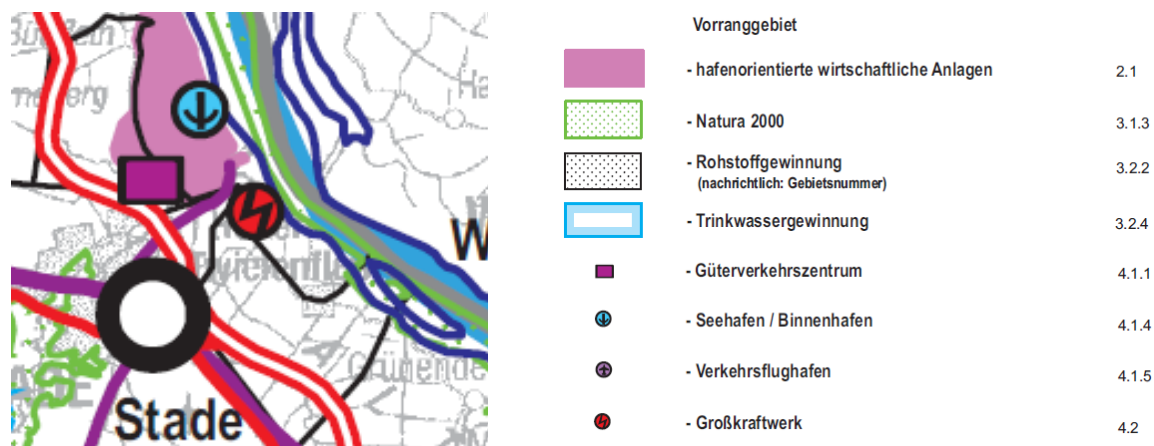 Stade
W
Vorranggebiet
- hafenorientierte wirtschaftliche Anlagen 2.1
- Natura 2000 3.1.3
- Rohstoffgewinnung 3.2.2
(nachrichtlich: Gebietsnummer)
- Trinkwassergewinnung 3.2.4
- Güterverkehrszentrum 4.1.1
- Seehafen / Binnenhafen 4.1.4
- Verkehrsflughafen 4.1.5
- Großkraftwerk 4.2